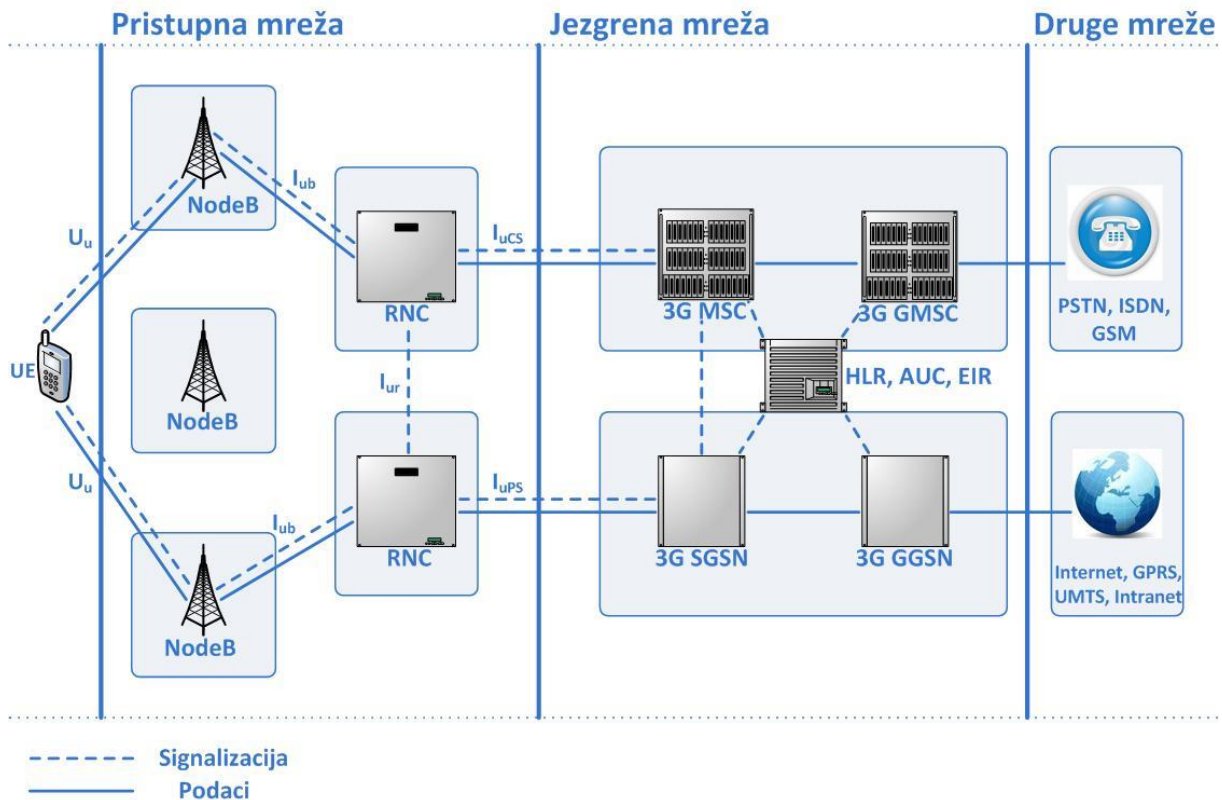 Pristupna mreža
Jezgrena mreža
Druge mreže
NodeB
Iub
Uu
RNC
IuCS
3G MSC
3G GMSC
PSTN, ISDN,
GSM
UE
NodeB
Iur
HLR, AUC, EIR
Uu
Iub
RNC
IuPS
3G SGSN
3G GGSN
Internet, GPRS,
UMTS, Intranet
NodeB
Signalizacija
Podaci